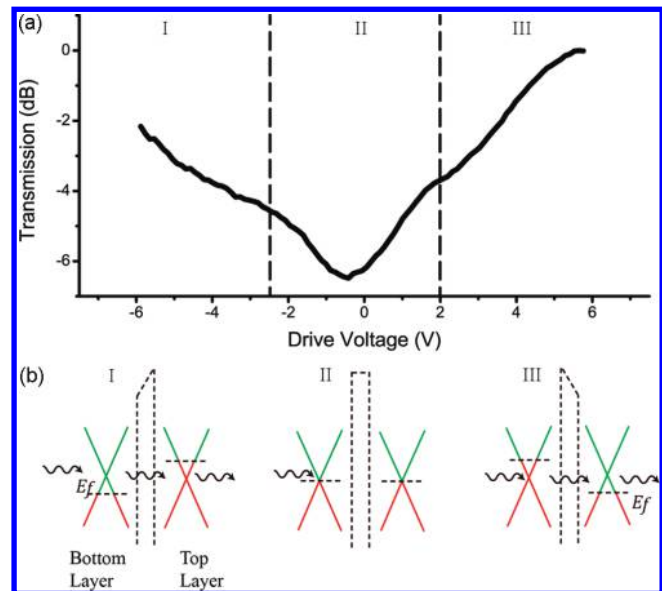 (a)
I II III
Transmission (dB)
0
-2
-4
-6
-6 -4 -2 0 2 4 6
Drive Voltage (V)
(b)
I II III
Ef
Ef
Bottom Layer
Top Layer